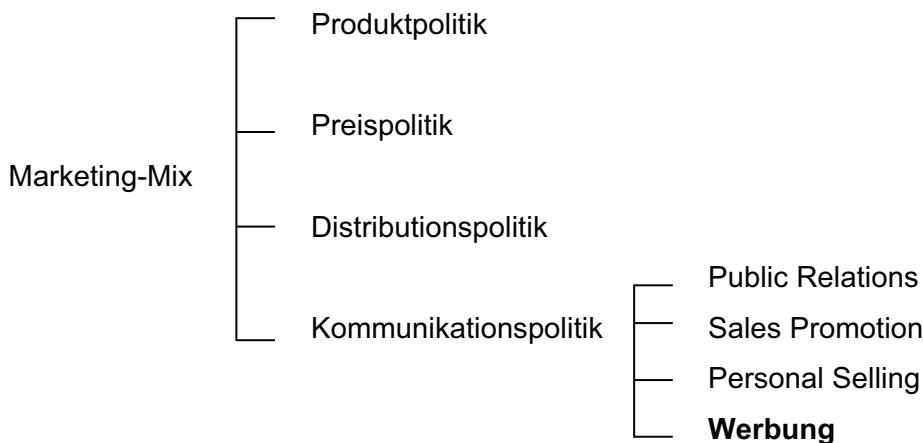 Produktpolitik
Preispolitik
Marketing-Mix
Distributionspolitik
Kommunikationspolitik
Public Relations
Sales Promotion
Personal Selling
Werbung